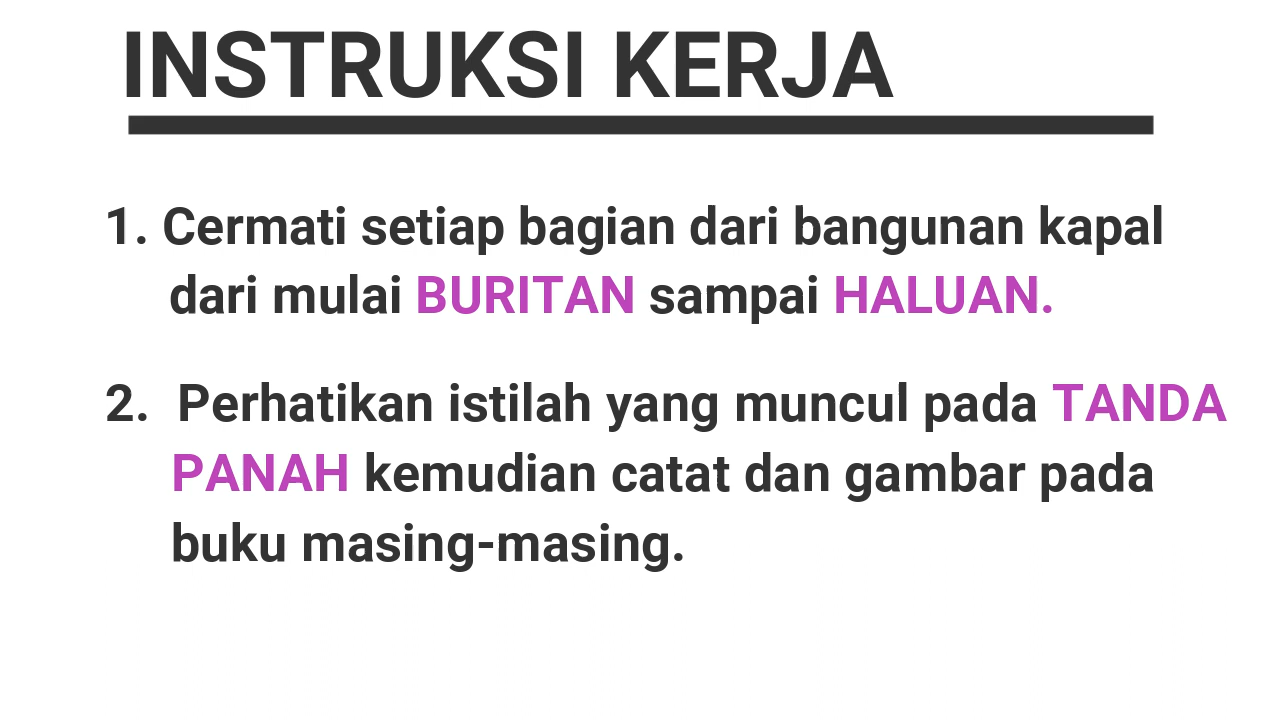 INSTRUKSI KERJA
1. Cermati setiap bagian dari bangunan kapal
dari mulai BURITAN sampai HALUAN.
2. Perhatikan istilah yang muncul pada TANDA
PANAH kemudian catat dan gambar pada
buku masing-masing.